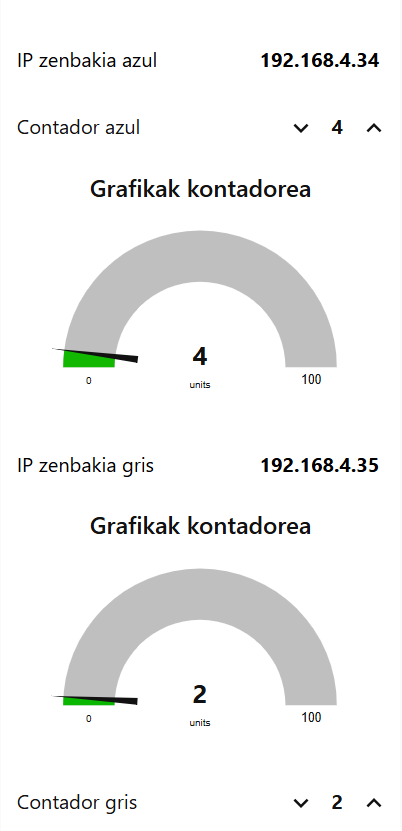 IP zenbakia azul 192.168.4.34
Contador azul 4
Grafikak kontadorea
4
units
0 100
IP zenbakia gris 192.168.4.35
Grafikak kontadorea
2
units
0 100
Contador gris 2